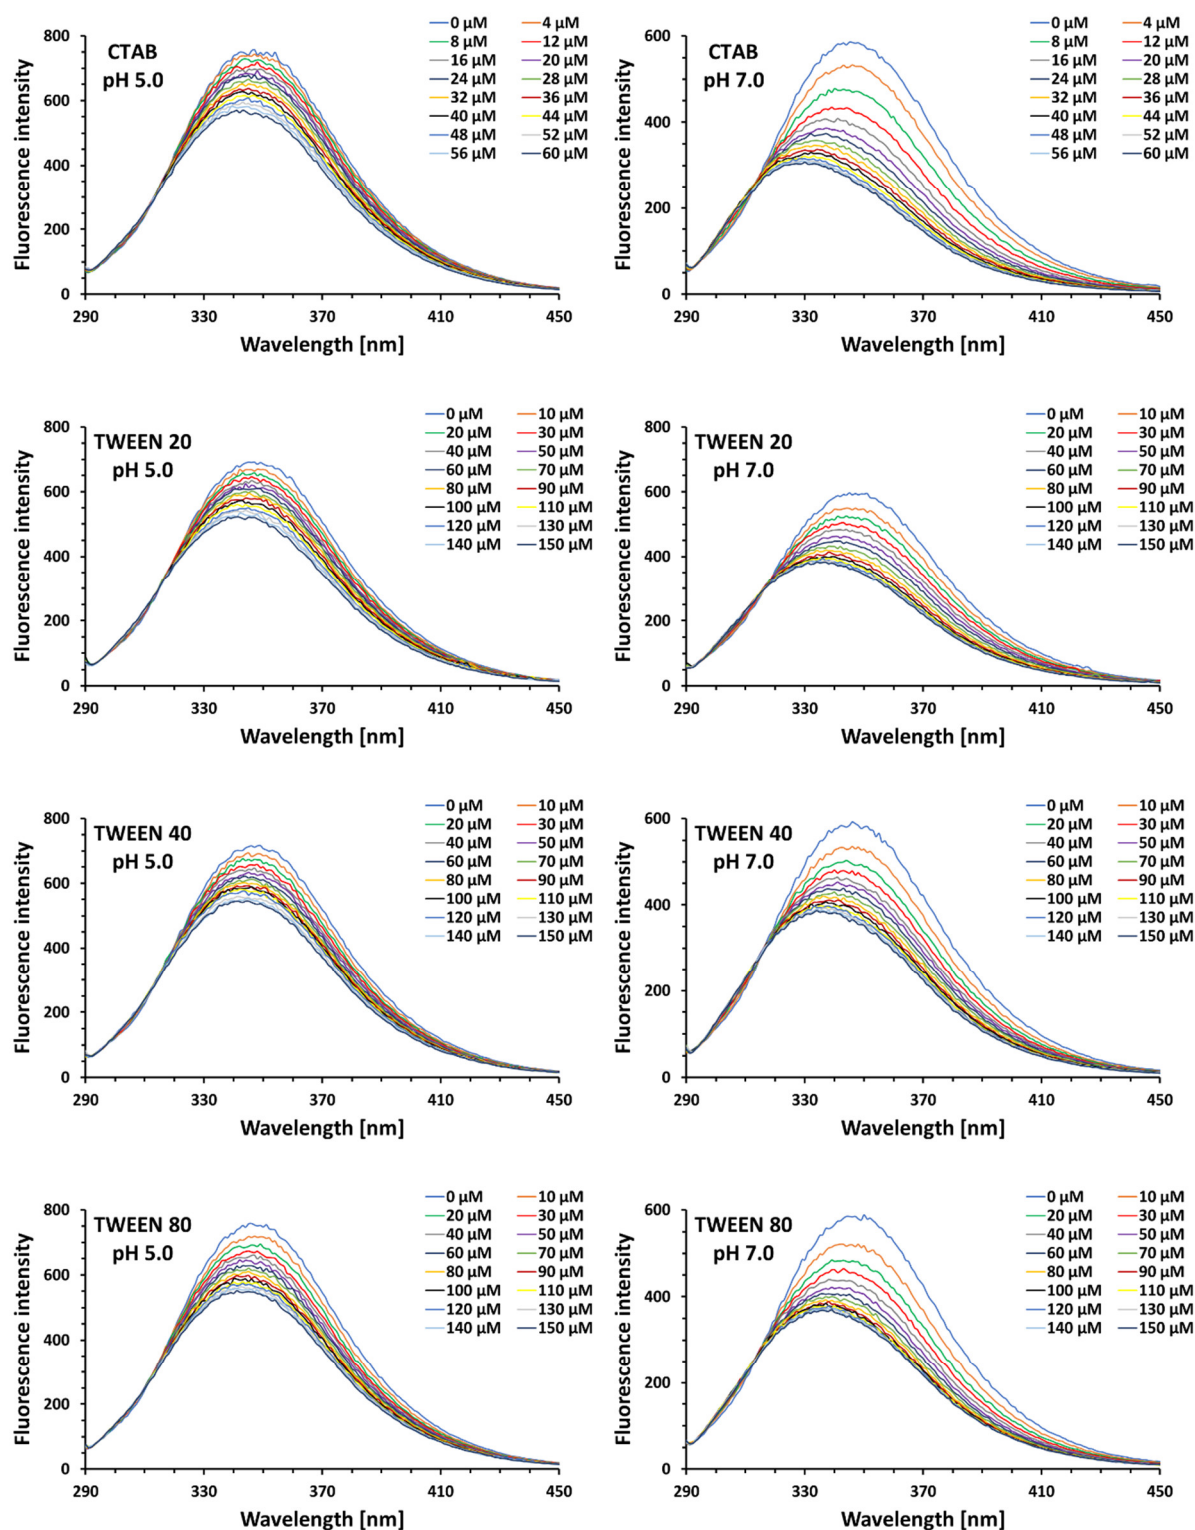 CTAB
pH 5.0
0 µM 4 µM
8 µM 12 µM
16 µM 20 µM
24 µM 28 µM
32 µM 36 µM
40 µM 44 µM
48 µM 52 µM
56 µM 60 µM
Fluorescence intensity
800
600
400
200
0
290 330 370 410 450
Wavelength [nm]
CTAB
pH 7.0
0 µM 4 µM
8 µM 12 µM
16 µM 20 µM
24 µM 28 µM
32 µM 36 µM
40 µM 44 µM
48 µM 52 µM
56 µM 60 µM
Fluorescence intensity
600
400
200
0
290 330 370 410 450
Wavelength [nm]
TWEEN 20
pH 5.0
0 µM 10 µM
20 µM 30 µM
40 µM 50 µM
60 µM 70 µM
80 µM 90 µM
100 µM 110 µM
120 µM 130 µM
140 µM 150 µM
Fluorescence intensity
800
600
400
200
0
290 330 370 410 450
Wavelength [nm]
TWEEN 20
pH 7.0
0 µM 10 µM
20 µM 30 µM
40 µM 50 µM
60 µM 70 µM
80 µM 90 µM
100 µM 110 µM
120 µM 130 µM
140 µM 150 µM
Fluorescence intensity
800
600
400
200
0
290 330 370 410 450
Wavelength [nm]
TWEEN 40
pH 5.0
0 µM 10 µM
20 µM 30 µM
40 µM 50 µM
60 µM 70 µM
80 µM 90 µM
100 µM 110 µM
120 µM 130 µM
140 µM 150 µM
Fluorescence intensity
800
600
400
200
0
290 330 370 410 450
Wavelength [nm]
TWEEN 40
pH 7.0
0 µM 10 µM
20 µM 30 µM
40 µM 50 µM
60 µM 70 µM
80 µM 90 µM
100 µM 110 µM
120 µM 130 µM
140 µM 150 µM
Fluorescence intensity
600
400
200
0
290 330 370 410 450
Wavelength [nm]
TWEEN 80
pH 5.0
0 µM 10 µM
20 µM 30 µM
40 µM 50 µM
60 µM 70 µM
80 µM 90 µM
100 µM 110 µM
120 µM 130 µM
140 µM 150 µM
Fluorescence intensity
800
600
400
200
0
290 330 370 410 450
Wavelength [nm]
TWEEN 80
pH 7.0
0 µM 10 µM
20 µM 30 µM
40 µM 50 µM
60 µM 70 µM
80 µM 90 µM
100 µM 110 µM
120 µM 130 µM
140 µM 150 µM
Fluorescence intensity
600
400
200
0
290 330 370 410 450
Wavelength [nm]